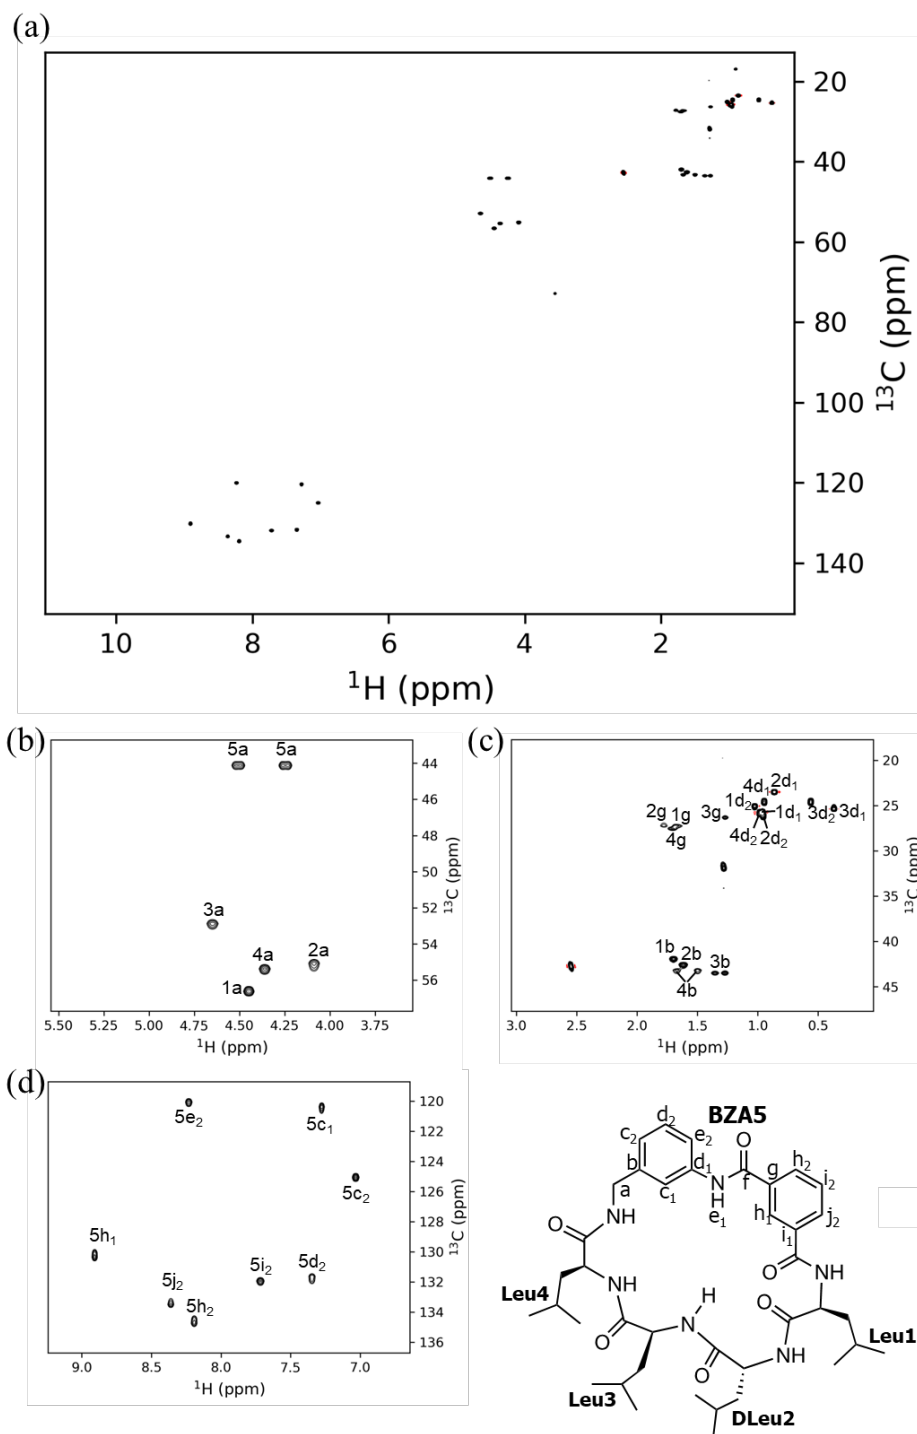 (a)
20
40
60
80
100
120
140
13C (ppm)
10 8 6 4 2
1H (ppm)
(b)
5a 5a
3a
4a 2a
1a
44
46
48
50
52
54
56
13C (ppm)
5.50 5.25 5.00 4.75 4.50 4.25 4.00 3.75
1H (ppm)
(c)
4d1 2d1
1d2
2g 1g 3g 1d1 3d2 3d1
4g 4d2 2d2
1b 2b 3b
4b
20
25
30
35
40
45
13C (ppm)
3.0 2.5 2.0 1.5 1.0 0.5
1H (ppm)
(d)
5e2 5c1
5c2
5h1
5j2 5i2 5d2
5h2
120
122
124
126
128
130
132
134
136
13C (ppm)
9.0 8.5 8.0 7.5 7.0
1H (ppm)
BZA5
d2
c2 e2 O h2
b d1 g i2
a c1 N f
H h1 j2
e1 i1
NH
O
O NH
Leu4 NH H O
O N O
Leu1
O NH
Leu3 DLeu2